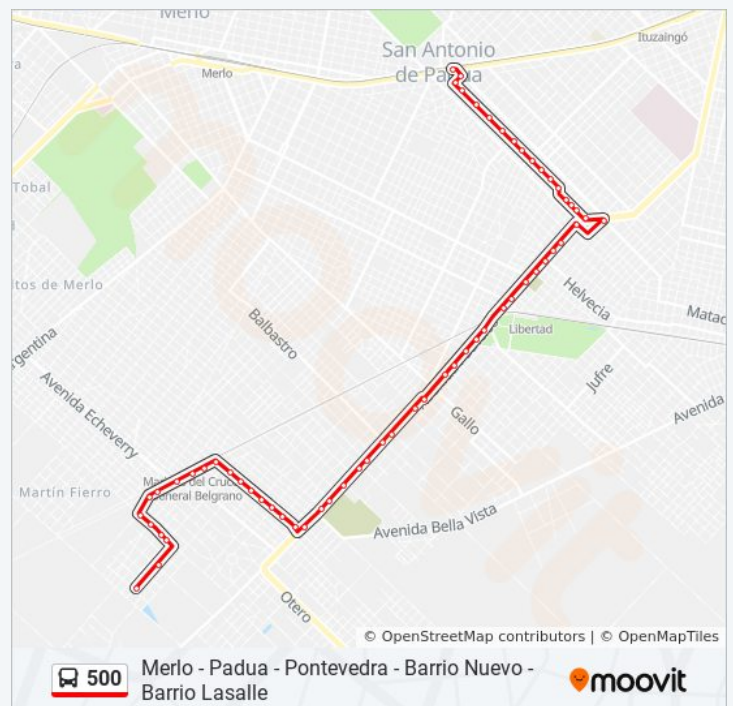 Merlo
San Antonio
de Padua
Ituzaingó
Merlo
Tobal
ltos de Merlo
Helvecia
Matad
Balbastro
Libertad
rgentina
Jufre
Avenida Echeverry
Gallo
Avenida
Martín Fierro
General Belgrano
Avenida Bella Vista
Otero
© OpenStreetMap contributors | © OpenMapTiles
500
Merlo - Padua - Pontevedra - Barrio Nuevo -
Barrio Lasalle
moovit